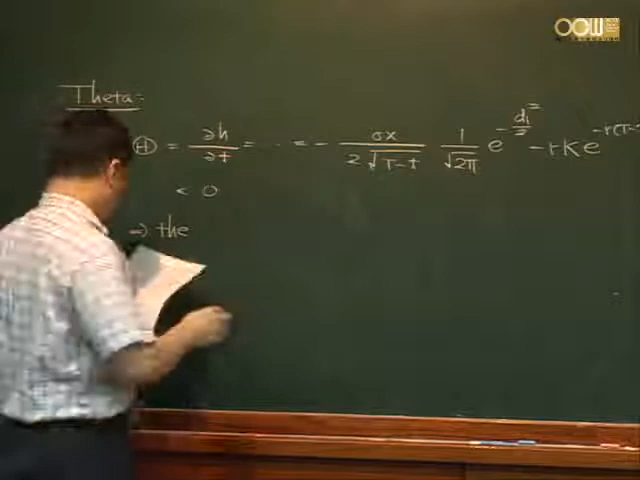 OCW
Theta:
Ⓗ = ∂h/∂t = ... = - σx/(2√(T-t)) 1/√(2π) e^(-d₁²/2) - rKe^(-r(T-
< 0
⇒ the